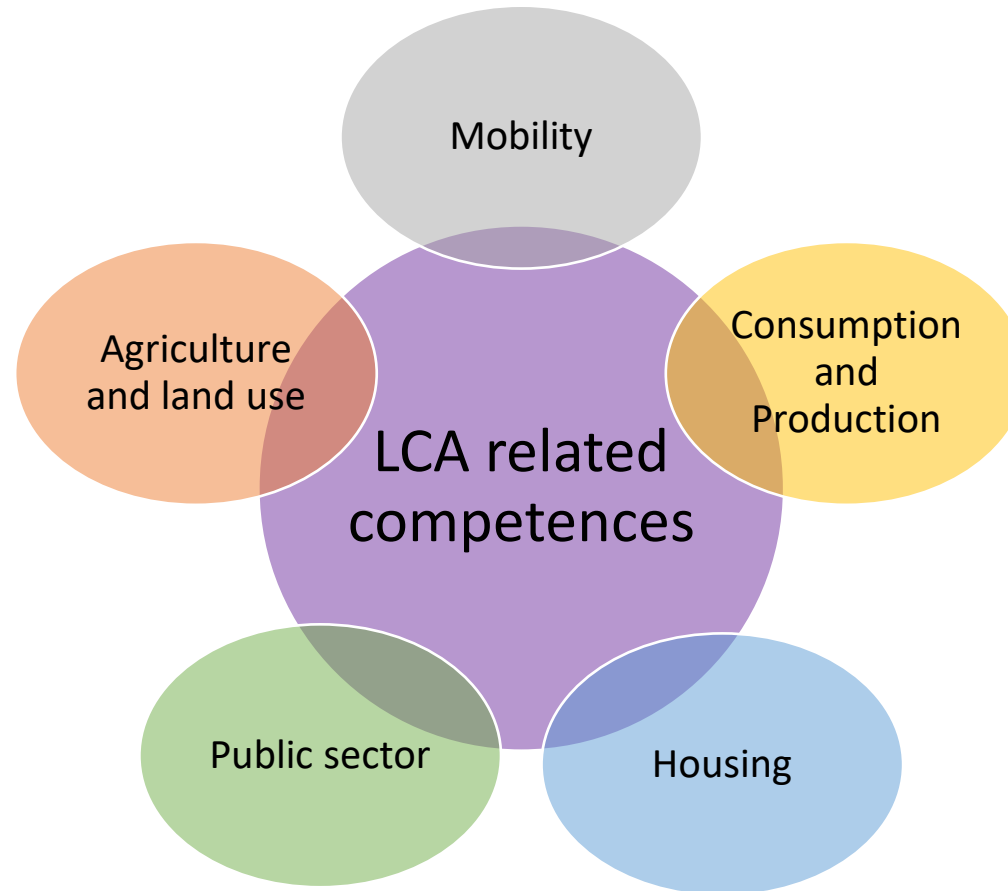 Mobility
Agriculture
and land use
Consumption
and
Production
LCA related
competences
Public sector
Housing